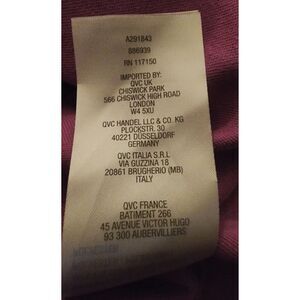 A291843
886939
RN 117150
IMPORTED BY:
QVC UK
CHISWICK PARK
566 CHISWICK HIGH ROAD
LONDON
W4 5XU
QVC HANDEL LLC & CO. KG
PLOCKSTR. 30
40221 DÜSSELDORF
GERMANY
QVC ITALIA S.R.L
VIA GUZZINA 18
20861 BRUGHERIO (MB)
ITALY
QVC FRANCE
BATIMENT 266
45 AVENUE VICTOR HUGO
93 300 AUBERVILLIERS